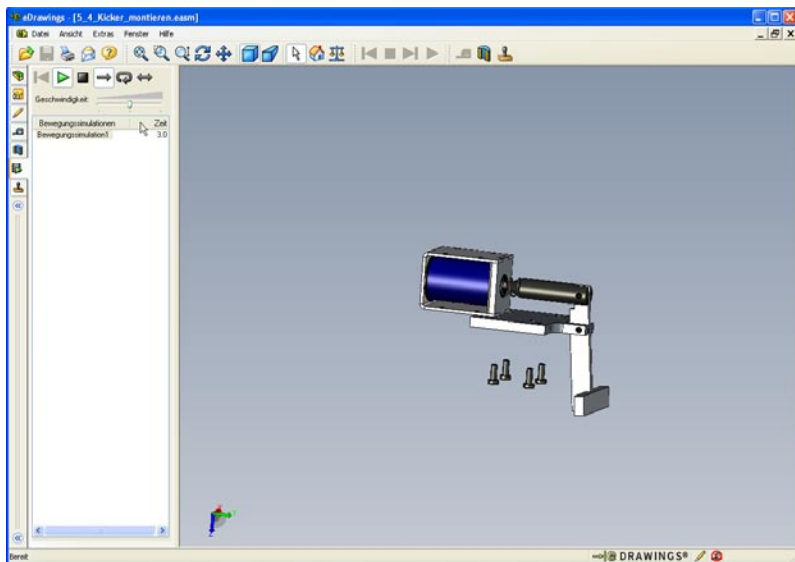 eDrawings - [5_4_Kicker_montieren.easm]
Datei Ansicht Extras Fenster Hilfe
Geschwindigkeit:
Bewegungssimulationen Zeit
Bewegungssimulation1 3.0
Bereit
DRAWINGS®